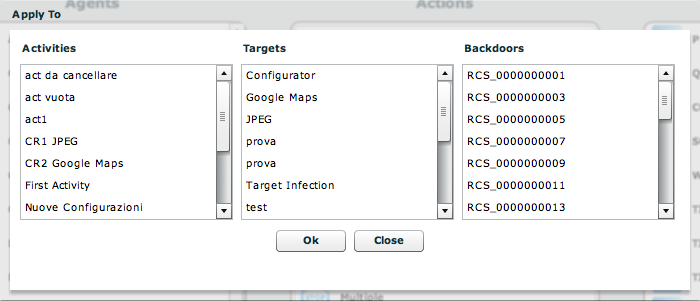 Agents
Actions
Apply To
Activities
Targets
Backdoors
act da cancellare
act vuota
act1
CR1 JPEG
CR2 Google Maps
First Activity
Nuove Configurazioni
Configurator
Google Maps
JPEG
prova
prova
Target Infection
test
RCS_0000000001
RCS_0000000003
RCS_0000000005
RCS_0000000007
RCS_0000000009
RCS_0000000011
RCS_0000000013
Ok
Close
Multiple